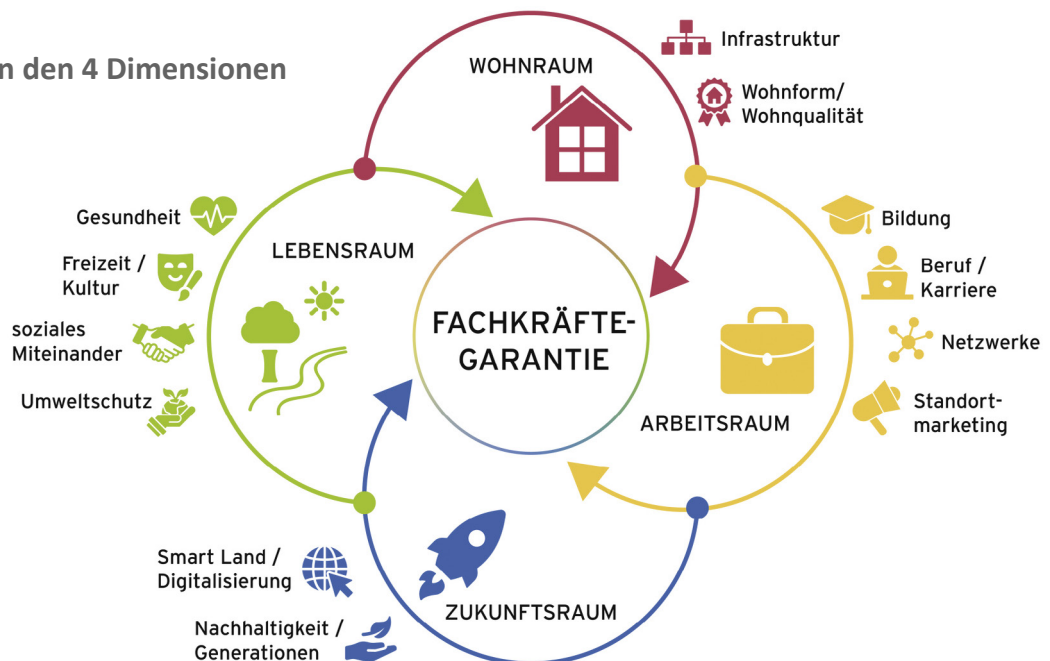 n den 4 Dimensionen
WOHNRAUM
Infrastruktur
Wohnform/
Wohnqualität
LEBENSRAUM
Gesundheit
Freizeit /
Kultur
soziales
Miteinander
Umweltschutz
FACHKRÄFTE-
GARANTIE
Bildung
Beruf /
Karriere
Netzwerke
Standort-
marketing
ARBEITSRAUM
Smart Land /
Digitalisierung
Nachhaltigkeit /
Generationen
ZUKUNFTSRAUM